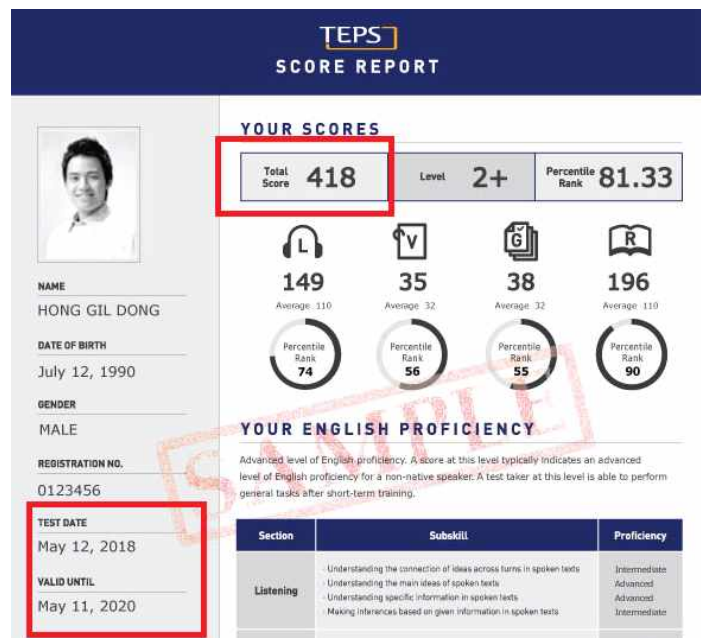 TEPS
SCORE REPORT
NAME
HONG GIL DONG
DATE OF BIRTH
July 12, 1990
GENDER
MALE
REGISTRATION NO.
0123456
TEST DATE
May 12, 2018
VALID UNTIL
May 11, 2020
YOUR SCORES
Total Score 418 Level 2+ Percentile Rank 81.33
L V G R
149 35 38 196
Average 110 Average 32 Average 32 Average 110
Percentile Rank 74
Percentile Rank 56
Percentile Rank 55
Percentile Rank 90
SAMPLE
YOUR ENGLISH PROFICIENCY
Advanced level of English proficiency. A score at this level typically indicates an advanced
level of English proficiency for a non-native speaker. A test taker at this level is able to perform
general tasks after short-term training.
Section Subskill Proficiency
Listening
- Understanding the connection of ideas across turns in spoken texts Intermediate
- Understanding the main ideas of spoken texts Advanced
- Understanding specific information in spoken texts Advanced
- Making inferences based on given information in spoken texts Intermediate